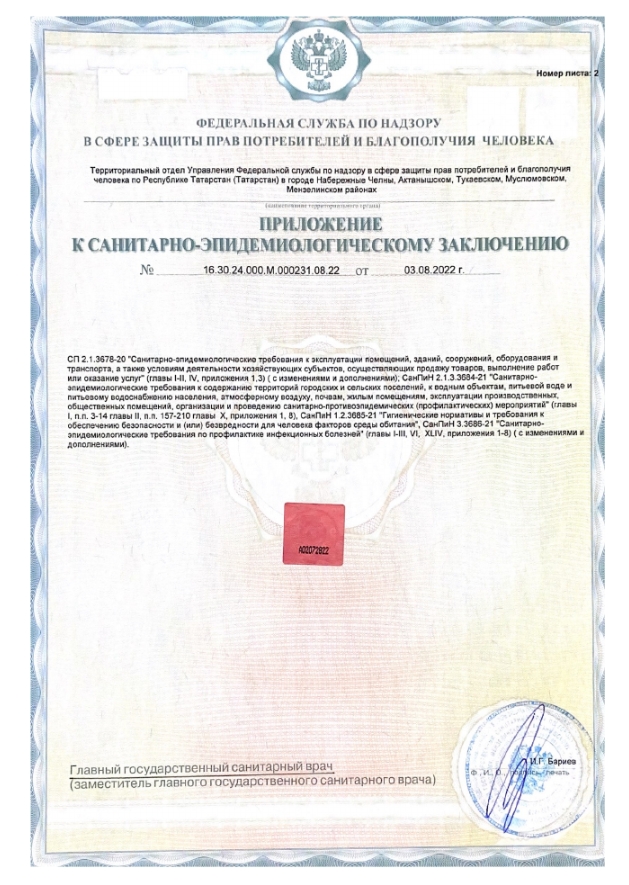 Номер листа: 2
ФЕДЕРАЛЬНАЯ СЛУЖБА ПО НАДЗОРУ
В СФЕРЕ ЗАЩИТЫ ПРАВ ПОТРЕБИТЕЛЕЙ И БЛАГОПОЛУЧИЯ ЧЕЛОВЕКА
Территориальный отдел Управления Федеральной службы по надзору в сфере защиты прав потребителей и благополучия
человека по Республике Татарстан (Татарстан) в городе Набережные Челны, Актанышском, Тукаевском, Муслюмовском,
Мензелинском районах
(наименование территориального органа)
ПРИЛОЖЕНИЕ
К САНИТАРНО-ЭПИДЕМИОЛОГИЧЕСКОМУ ЗАКЛЮЧЕНИЮ
№ 16.30.24.000.М.000231.08.22 от 03.08.2022 г.
СП 2.1.3678-20 "Санитарно-эпидемиологические требования к эксплуатации помещений, зданий, сооружений, оборудования и
транспорта, а также условиям деятельности хозяйствующих субъектов, осуществляющих продажу товаров, выполнение работ
или оказание услуг" (главы I-II, IV, приложения 1,3) ( с изменениями и дополнениями); СанПиН 2.1.3.3684-21 "Санитарно-
эпидемиологические требования к содержанию территорий городских и сельских поселений, к водным объектам, питьевой воде и
питьевому водоснабжению населения, атмосферному воздуху, почвам, жилым помещениям, эксплуатации производственных,
общественных помещений, организации и проведению санитарно-противоэпидемических (профилактических) мероприятий" (главы
I, п.п. 3-14 главы II, п.п. 157-210 главы X, приложения 1, 8), СанПиН 1.2.3685-21 "Гигиенические нормативы и требования к
обеспечению безопасности и (или) безвредности для человека факторов среды обитания", СанПиН 3.3686-21 "Санитарно-
эпидемиологические требования по профилактике инфекционных болезней" (главы I-III, VI, XLIV, приложения 1-8) ( с изменениями и
дополнениями).
А02072822
Главный государственный санитарный врач
(заместитель главного государственного санитарного врача)
И.Г. Бариев
Ф., И., О., подпись, печать